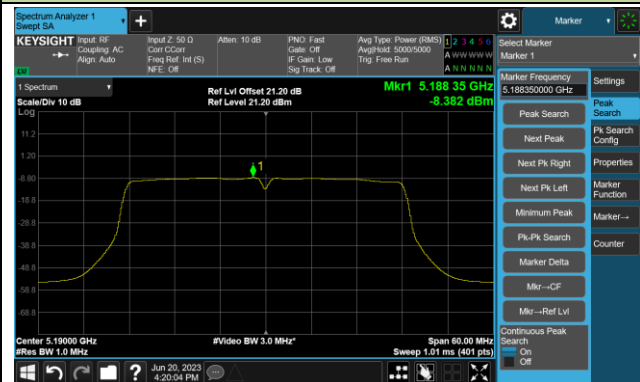 Spectrum Analyzer 1
Swept SA
Marker
KEYSIGHT
Input: RF
Coupling: AC
Align: Auto
Input Z: 50 Ω
Corr CCorr
Freq Ref: Int (S)
NFE: Off
Atten: 10 dB
PNO: Fast
Gate: Off
IF Gain: Low
Sig Track: Off
Avg Type: Power (RMS)
Avg|Hold: 5000/5000
Trig: Free Run
1 2 3 4 5 6
A W W W W W
A N N N N N
Select Marker
Marker 1
1 Spectrum
Scale/Div 10 dB
Log
Ref Lvl Offset 21.20 dB
Ref Level 21.20 dBm
Mkr1 5.188 35 GHz
-8.382 dBm
11.2
1.20
-8.80
-18.8
-28.8
-38.8
-48.8
-58.8
-68.8
1
Center 5.19000 GHz
#Res BW 1.0 MHz
#Video BW 3.0 MHz*
Span 60.00 MHz
Sweep 1.01 ms (401 pts)
Marker Frequency
5.188350000 GHz
Peak Search
Next Peak
Next Pk Right
Next Pk Left
Minimum Peak
Pk-Pk Search
Marker Delta
Mkr→CF
Mkr→Ref Lvl
Continuous Peak
Search
On
Off
Settings
Peak
Search
Pk Search
Config
Properties
Marker
Function
Marker→
Counter
Jun 20, 2023
4:20:04 PM